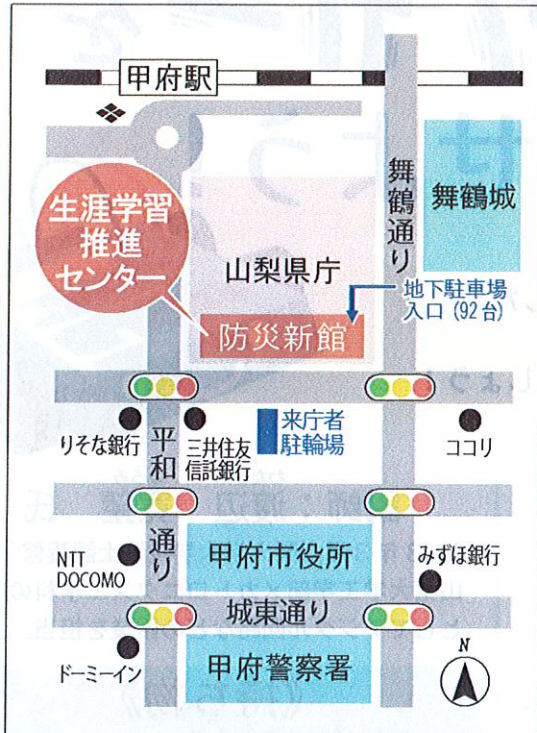 甲府駅
生涯学習
推進
センター
山梨県庁
舞鶴通り
舞鶴城
地下駐車場
入口（92台）
防災新館
りそな銀行
平和
通り
三井住友
信託銀行
来庁者
駐輪場
ココリ
NTT
DOCOMO
甲府市役所
みずほ銀行
城東通り
ドーミーイン
甲府警察署
N